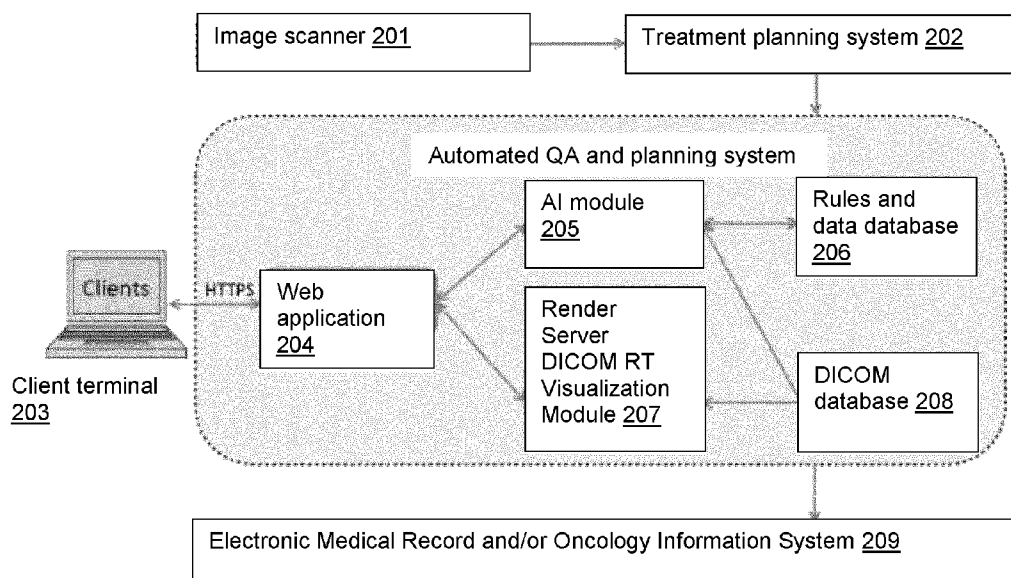 Image scanner 201
Treatment planning system 202
Automated QA and planning system
AI module
205
Rules and
data database
206
Clients
HTTPS
Web
application
204
Render
Server
DICOM RT
Visualization
Module 207
DICOM
database 208
Client terminal
203
Electronic Medical Record and/or Oncology Information System 209